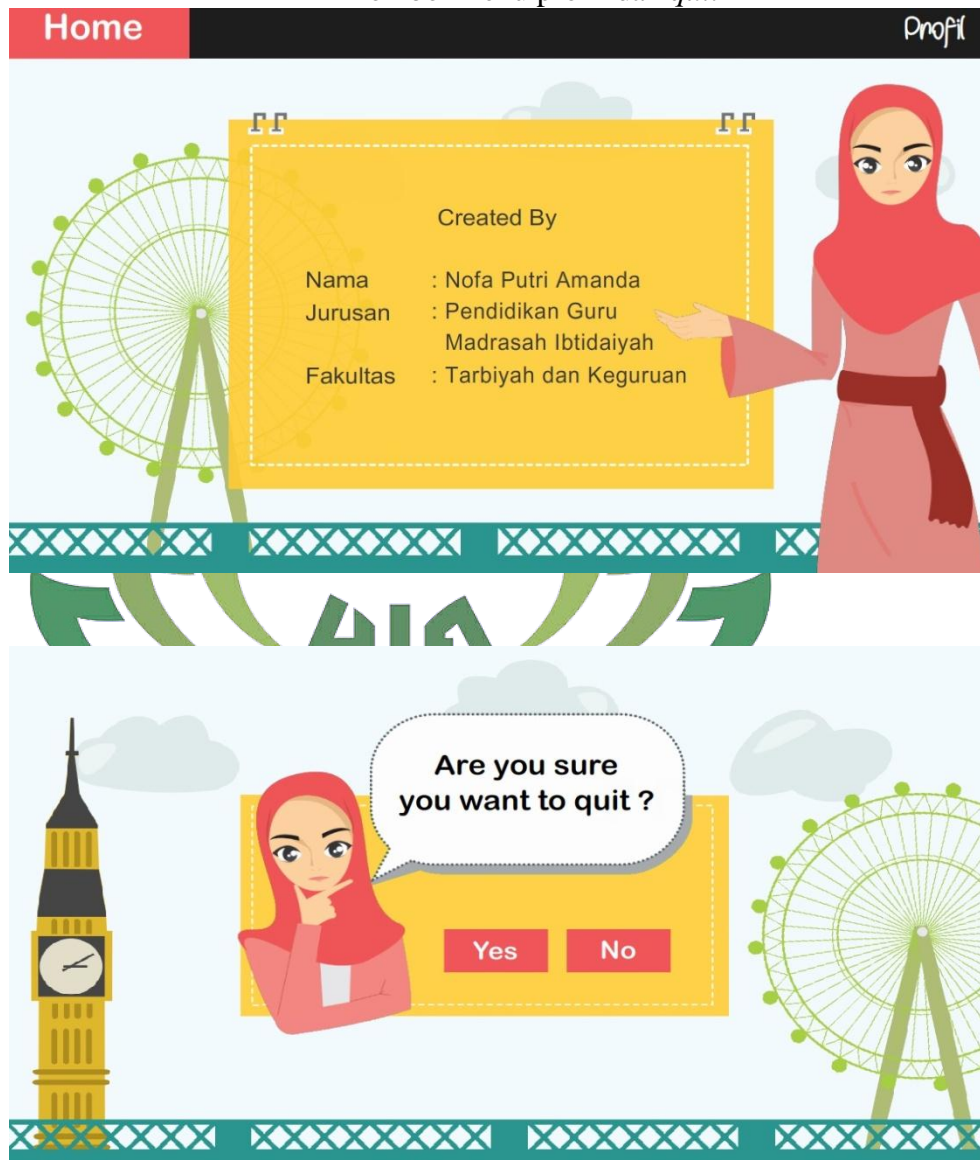 Home
Profil
Created By
Nama : Nofa Putri Amanda
Jurusan : Pendidikan Guru
Madrasah Ibtidaiyah
Fakultas : Tarbiyah dan Keguruan
Are you sure
you want to quit ?
Yes
No